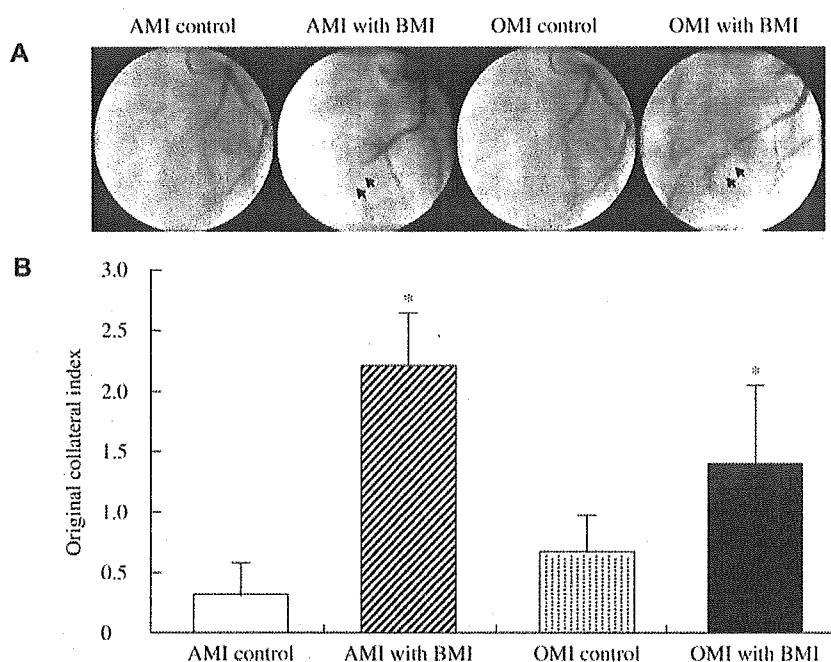 AMI control AMI with BMI OMI control OMI with BMI
A
B
3.0
2.5
2.0
1.5
1.0
0.5
0
Original collateral index
*
*
AMI control AMI with BMI OMI control OMI with BMI